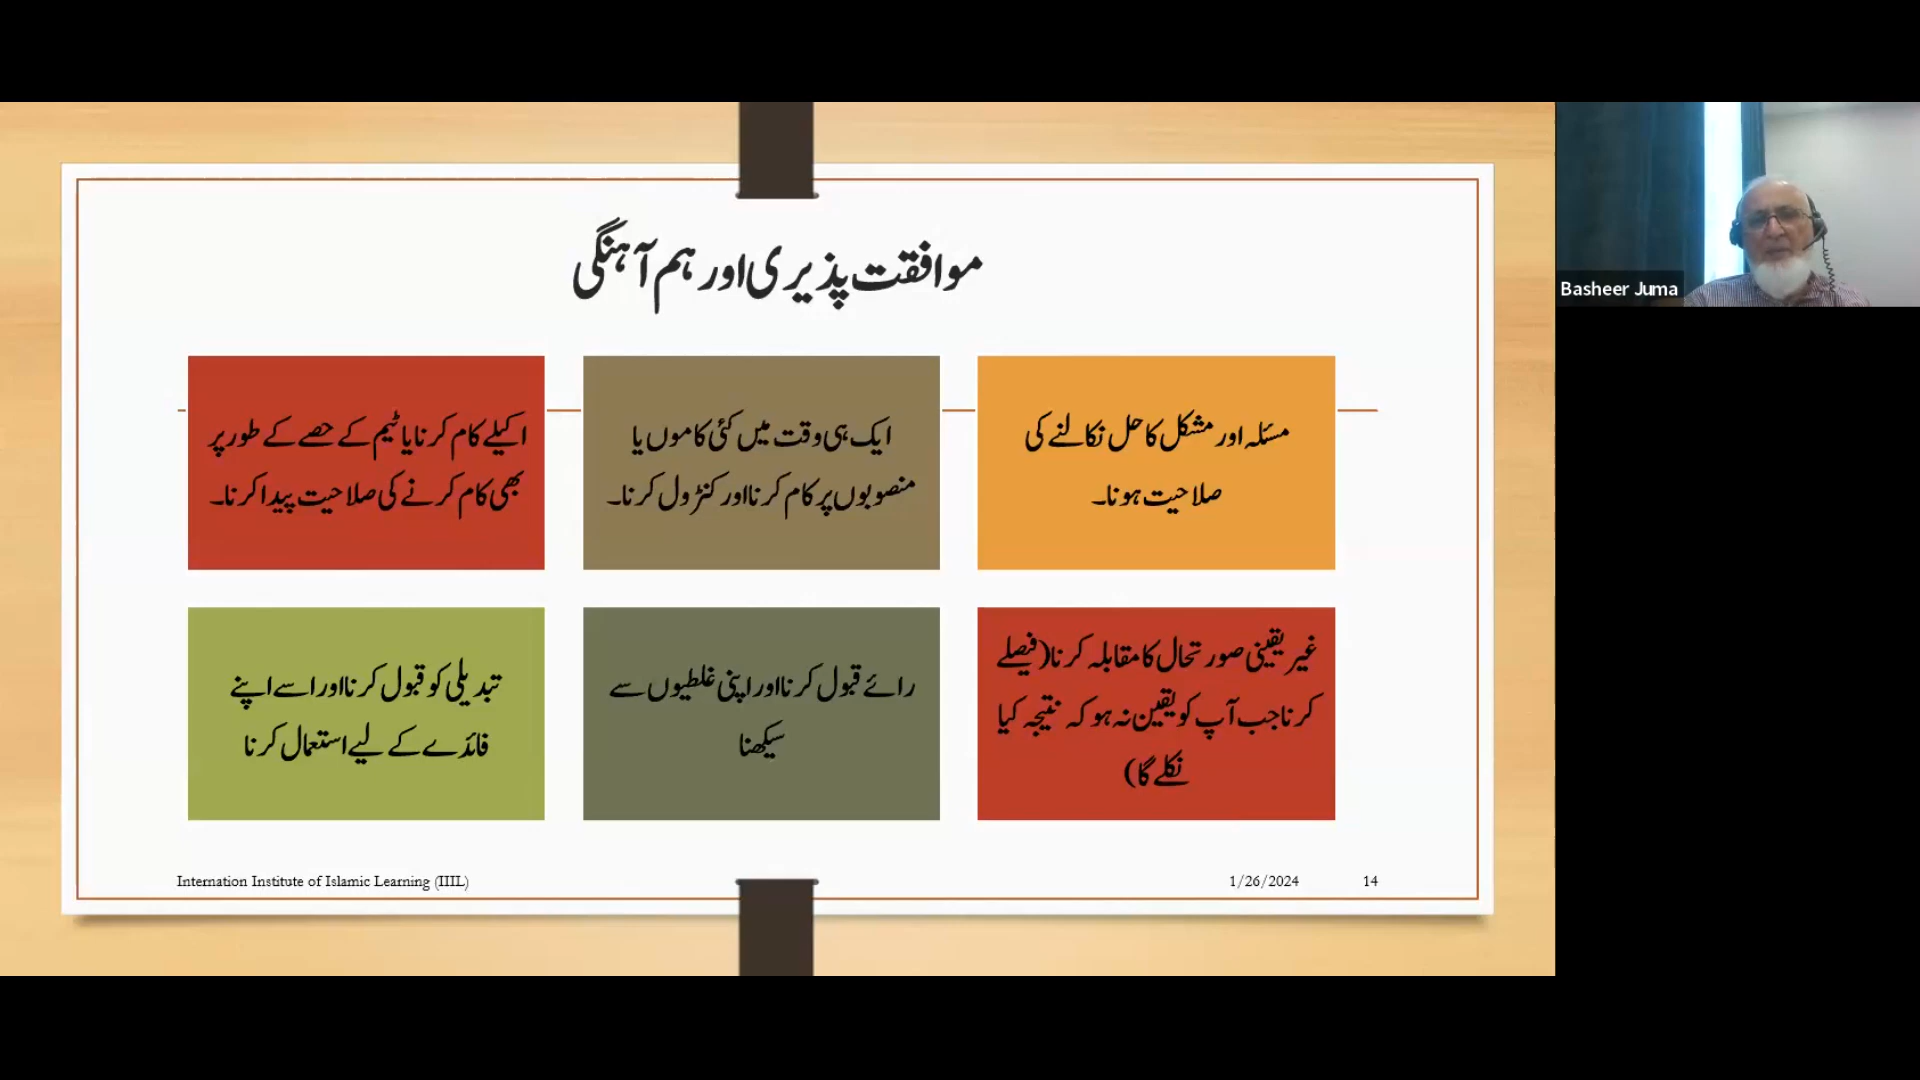 موافقت پذیری اور ہم آہنگی
مسئلہ اور مشکل کا حل نکالنے کی
صلاحیت ہونا۔
ایک ہی وقت میں کئی کاموں یا
منصوبوں پر کام کرنا اور کنٹرول کرنا۔
اکیلے کام کرنا یا ٹیم کے حصے کے طور پر
بھی کام کرنے کی صلاحیت پیدا کرنا۔
غیر یقینی صورتحال کا مقابلہ کرنا (فیصلے
کرنا جب آپ کو یقین نہ ہو کہ نتیجہ کیا
نکلے گا)
رائے قبول کرنا اور اپنی غلطیوں سے
سیکھنا
تبدیلی کو قبول کرنا اور اسے اپنے
فائدے کے لیے استعمال کرنا
Internation Institute of Islamic Learning (IIIL)
1/26/2024
14
Basheer Juma